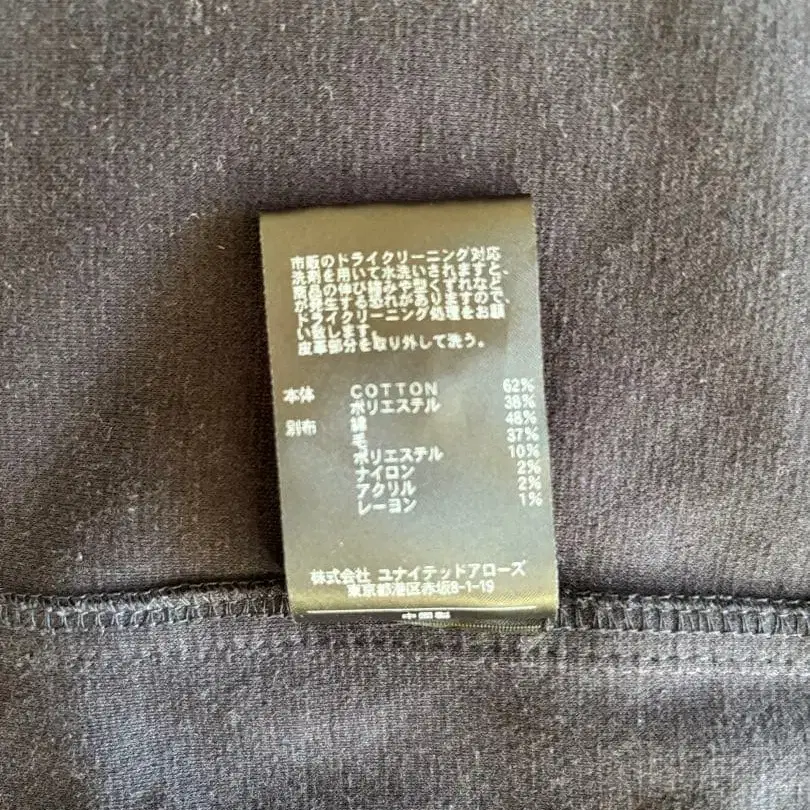 市販のドライクリーニング対応
洗剤を用いて水洗いされますと、
商品の伸び縮みや型くずれなど
が発生する恐れがありますので、
ドライクリーニング処理をお願
い致します。
皮革部分を取り外して洗う。
本体 COTTON 62%
ポリエステル 38%
別布 綿 48%
毛 37%
ポリエステル 10%
ナイロン 2%
アクリル 2%
レーヨン 1%
株式会社 ユナイテッドアローズ
東京都港区赤坂8-1-19
中国製